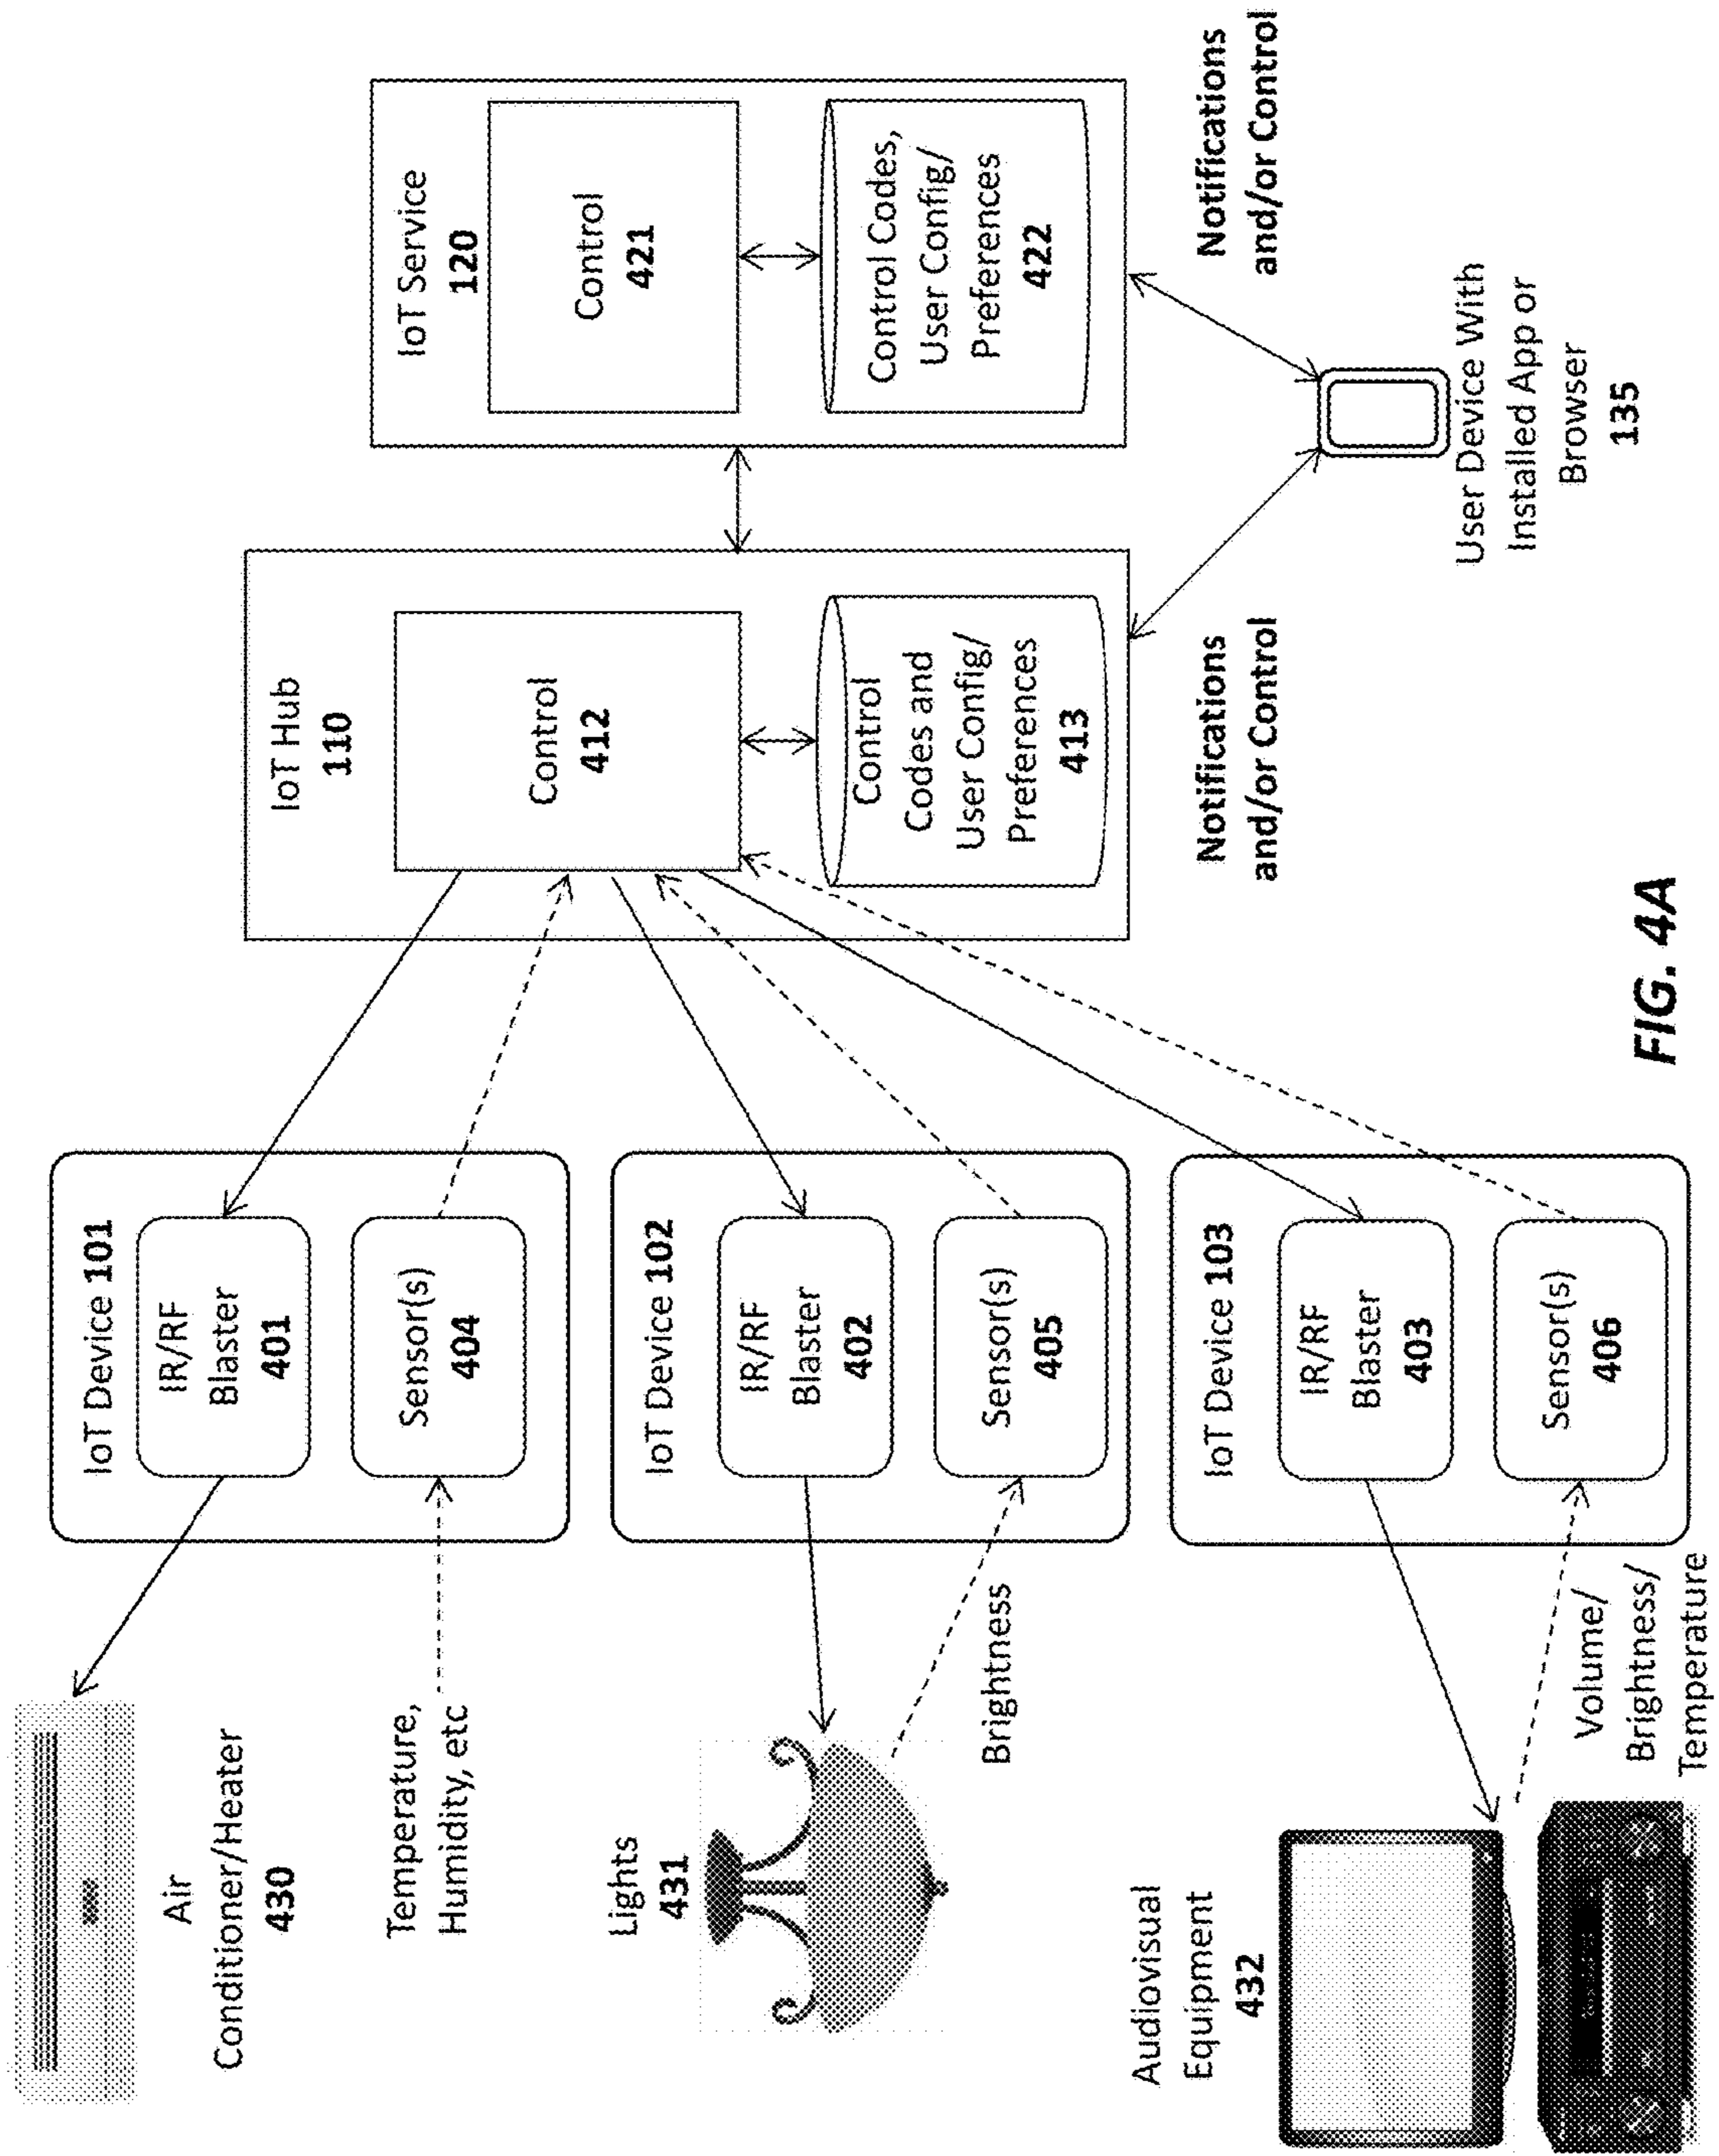 Air
Conditioner/Heater
430
Temperature,
Humidity, etc
IoT Device 101
IR/RF
Blaster
401
Sensor(s)
404
Lights
431
Brightness
IoT Device 102
IR/RF
Blaster
402
Sensor(s)
405
Audiovisual
Equipment
432
Volume/
Brightness/
Temperature
IoT Device 103
IR/RF
Blaster
403
Sensor(s)
406
IoT Hub
110
Control
412
Control
Codes and
User Config/
Preferences
413
Notifications
and/or Control
IoT Service
120
Control
421
Control Codes,
User Config/
Preferences
422
Notifications
and/or Control
User Device With
Installed App or
Browser
135
FIG. 4A